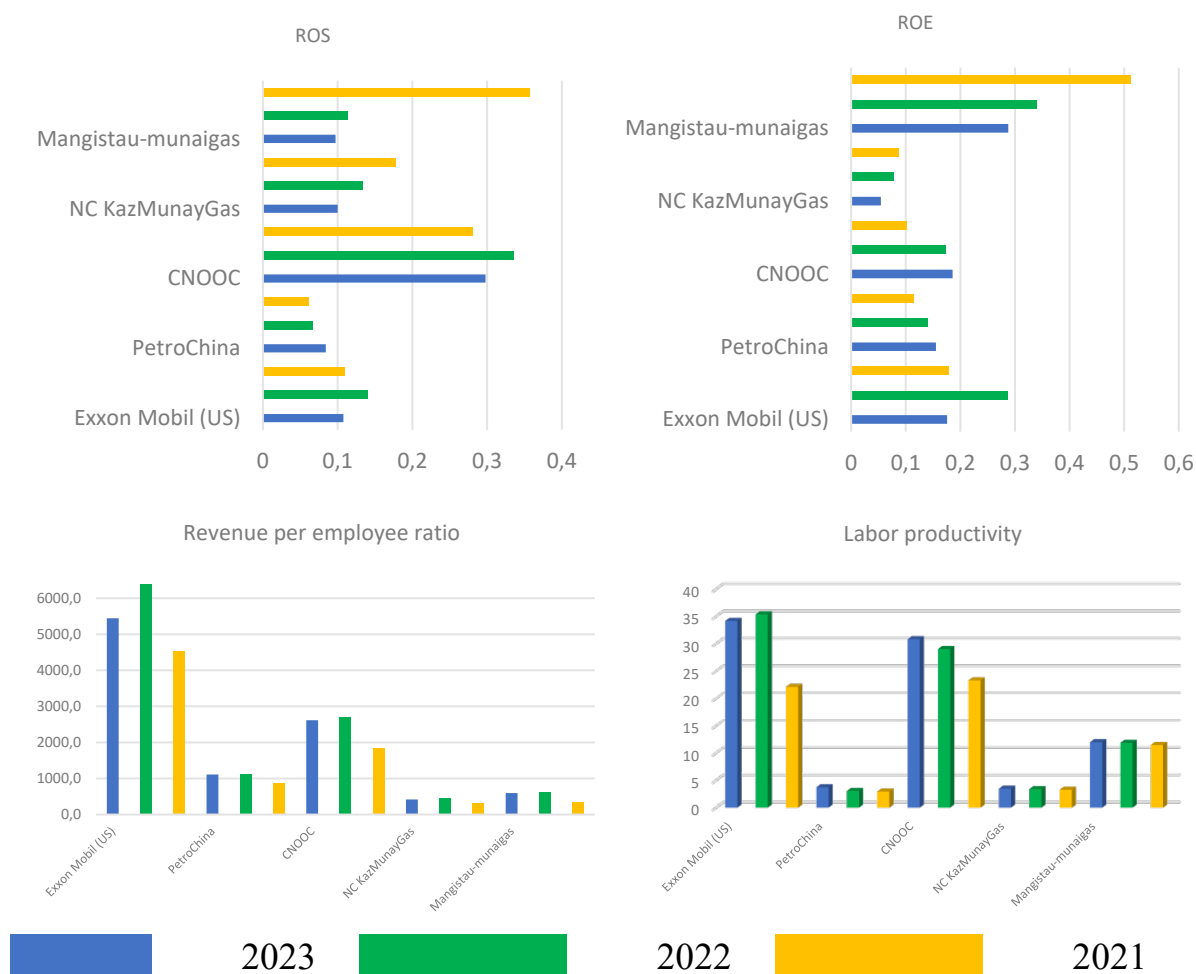 ROS
Mangistau-munaigas
NC KazMunayGas
CNOOC
PetroChina
Exxon Mobil (US)
0 0,1 0,2 0,3 0,4
ROE
Mangistau-munaigas
NC KazMunayGas
CNOOC
PetroChina
Exxon Mobil (US)
0 0,1 0,2 0,3 0,4 0,5 0,6
Revenue per employee ratio
6000,0
5000,0
4000,0
3000,0
2000,0
1000,0
0,0
Exxon Mobil (US)
PetroChina
CNOOC
NC KazMunayGas
Mangistau-munaigas
Labor productivity
40
35
30
25
20
15
10
5
0
Exxon Mobil (US)
PetroChina
CNOOC
NC KazMunayGas
Mangistau-munaigas
2023 2022 2021